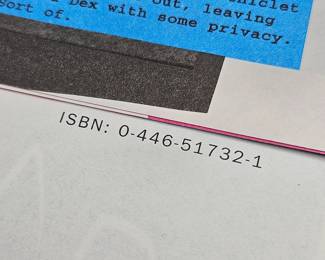 out, leaving
Dex with some privacy.
sort of.
ISBN: 0-446-51732-1